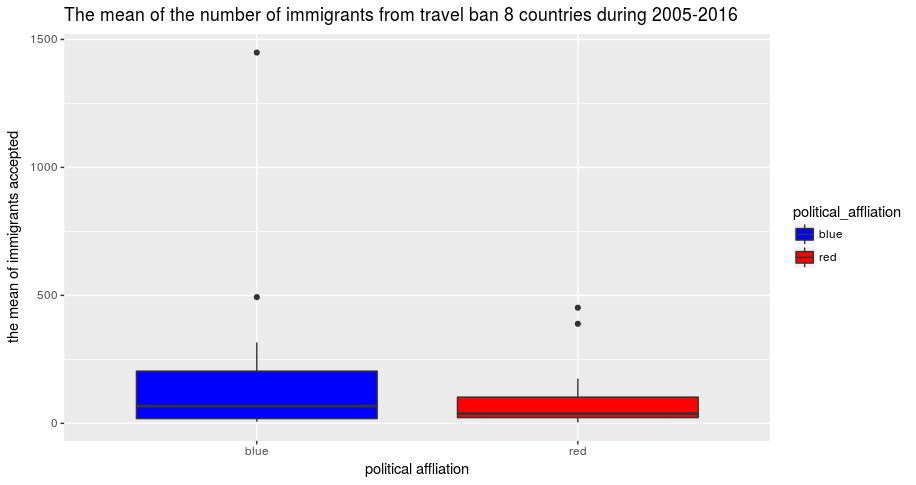 The mean of the number of immigrants from travel ban 8 countries during 2005-2016
the mean of immigrants accepted
1500
1000
500
0
blue
red
political affliation
political_affliation
blue
red